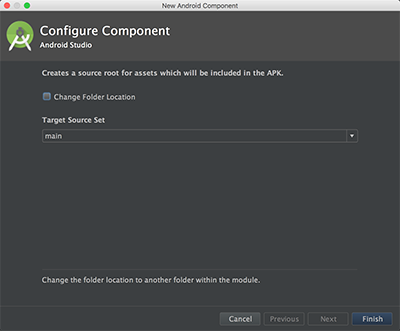 New Android Component
Configure Component
Android Studio
Creates a source root for assets which will be included in the APK.
Change Folder Location
Target Source Set
main
Change the folder location to another folder within the module.
Cancel
Previous
Next
Finish